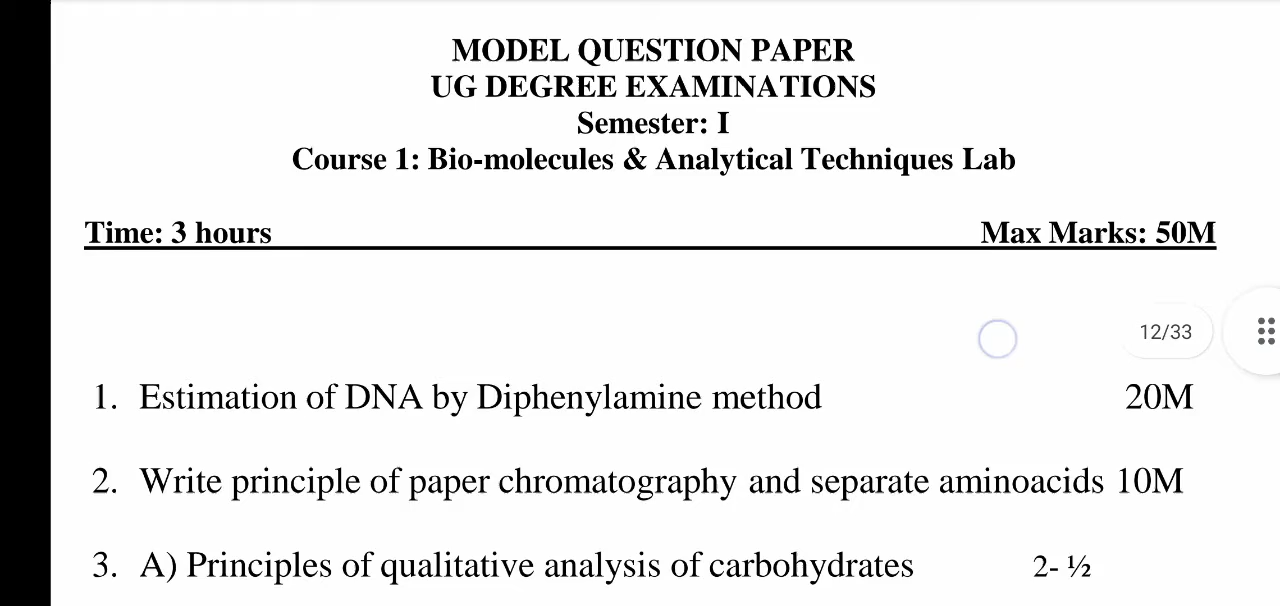 MODEL QUESTION PAPER
UG DEGREE EXAMINATIONS
Semester: I
Course 1: Bio-molecules & Analytical Techniques Lab
Time: 3 hours Max Marks: 50M
12/33
1. Estimation of DNA by Diphenylamine method 20M
2. Write principle of paper chromatography and separate aminoacids 10M
3. A) Principles of qualitative analysis of carbohydrates 2- ½